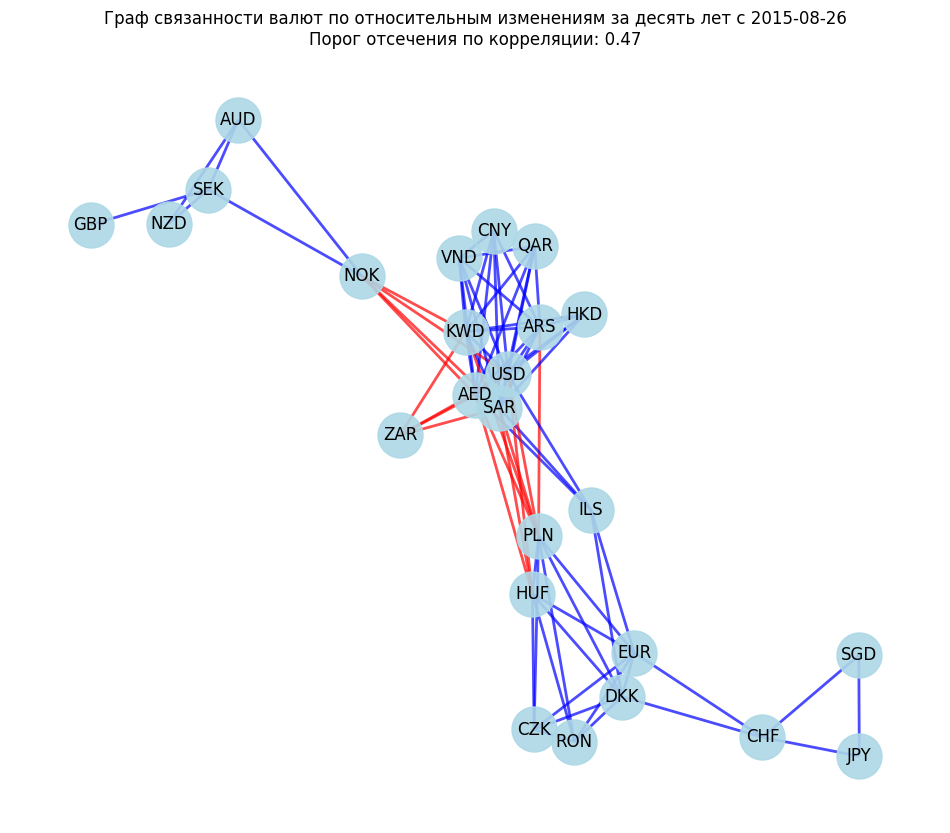 Граф связанности валют по относительным изменениям за десять лет с 2015-08-26
Порог отсечения по корреляции: 0.47
AUD
SEK
GBP
NZD
NOK
CNY
QAR
VND
HKD
ARS
KWD
USD
AED
SAR
ZAR
ILS
PLN
HUF
EUR
SGD
DKK
CZK
RON
CHF
JPY